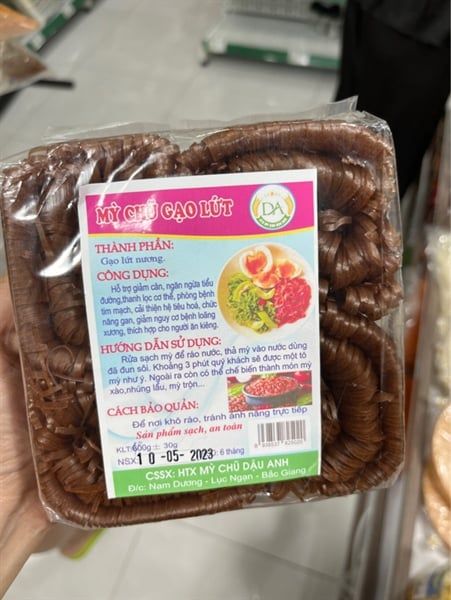 MỲ CHŨ GẠO LỨT
DA
THÀNH PHẦN:
Gạo lứt nương.
CÔNG DỤNG:
Hỗ trợ giảm cân, ngăn ngừa tiểu
đường,thanh lọc cơ thể, phòng bệnh
tim mạch, cải thiện hệ tiêu hoá, chức
năng gan, giảm nguy cơ bệnh loãng
xương, thích hợp cho người ăn kiêng.
HƯỚNG DẪN SỬ DỤNG:
Rửa sạch mỳ để ráo nước, thả mỳ vào nước dùng
đã đun sôi. Khoảng 3 phút quý khách sẽ được một tô
mỳ như ý. Ngoài ra còn có thể chế biến thành món mỳ
xào,nhúng lẩu, mỳ trộn...
CÁCH BẢO QUẢN:
Để nơi khô ráo, tránh ánh nắng trực tiếp
Sản phẩm sạch, an toàn
KLT: 600g ± 30g
NSX: 10-05-2023 : 6 tháng
CSSX: HTX MỲ CHŨ DẬU ANH
Đ/c: Nam Dương - Lục Ngạn - Bắc Giang